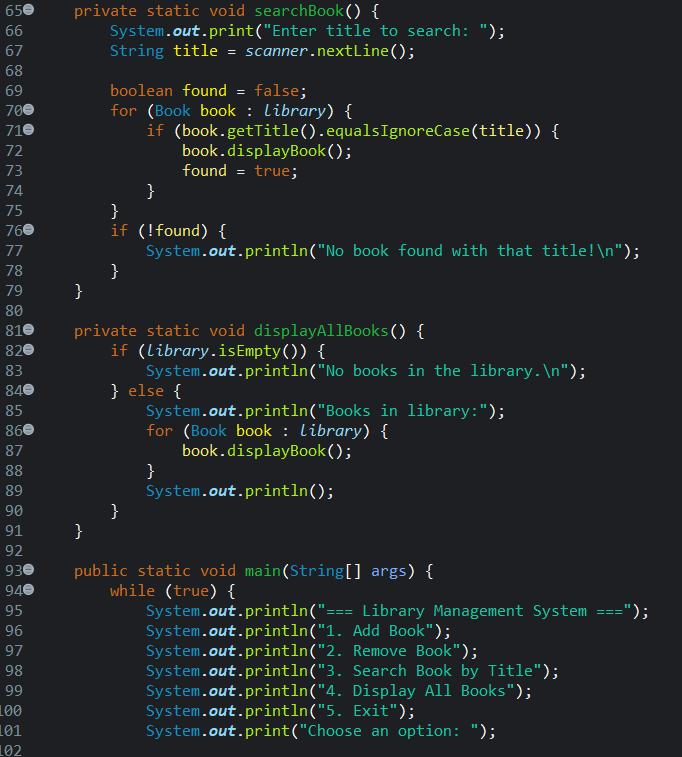 65    private static void searchBook() {
66        System.out.print("Enter title to search: ");
67        String title = scanner.nextLine();
68
69        boolean found = false;
70        for (Book book : library) {
71            if (book.getTitle().equalsIgnoreCase(title)) {
72                book.displayBook();
73                found = true;
74            }
75        }
76        if (!found) {
77            System.out.println("No book found with that title!\n");
78        }
79    }
80
81    private static void displayAllBooks() {
82        if (library.isEmpty()) {
83            System.out.println("No books in the library.\n");
84        } else {
85            System.out.println("Books in library:");
86            for (Book book : library) {
87                book.displayBook();
88            }
89            System.out.println();
90        }
91    }
92
93    public static void main(String[] args) {
94        while (true) {
95            System.out.println("=== Library Management System ===");
96            System.out.println("1. Add Book");
97            System.out.println("2. Remove Book");
98            System.out.println("3. Search Book by Title");
99            System.out.println("4. Display All Books");
100            System.out.println("5. Exit");
101            System.out.print("Choose an option: ");
102